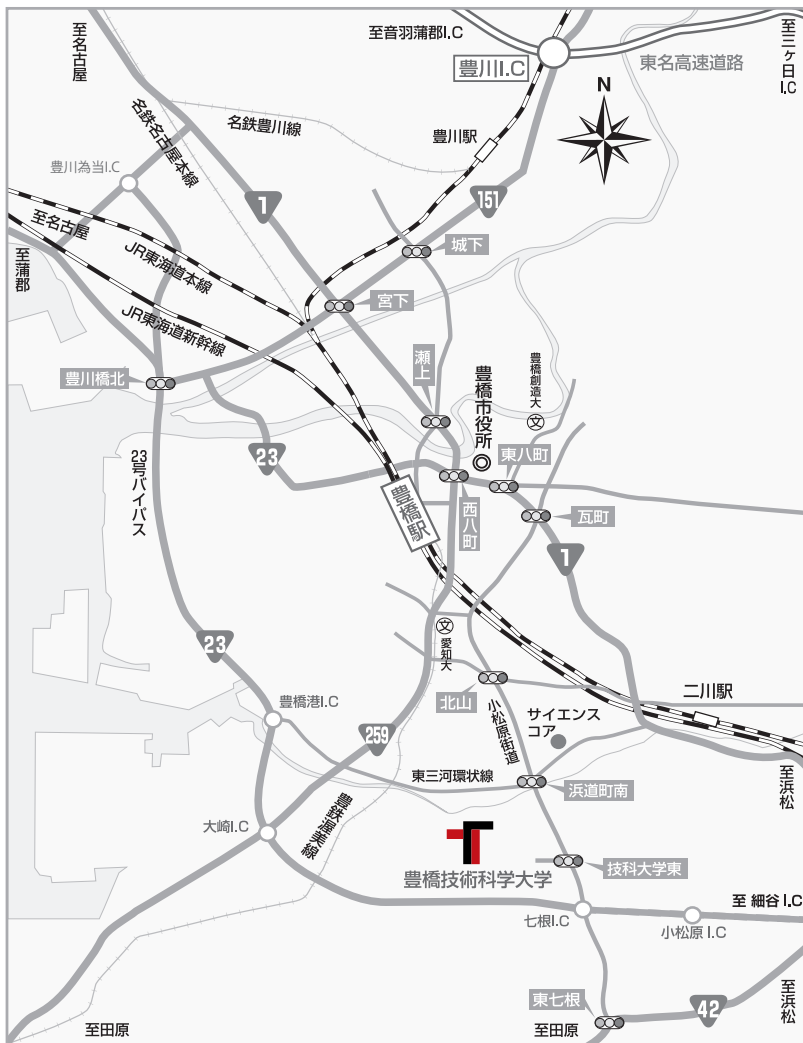 至名古屋
至音羽蒲郡I.C
豊川I.C
東名高速道路
至三ヶ日I.C
N
名鉄名古屋本線
名鉄豊川線
豊川駅
豊川為当I.C
1
151
至名古屋
至蒲郡
JR東海道本線
JR東海道新幹線
城下
宮下
豊川橋北
瀬上
豊橋市役所
豊橋創造大
文
東八町
23号バイパス
23
豊橋駅
西八町
瓦町
1
23
文
愛知大
北山
小松原街道
サイエンス
コア
二川駅
豊橋港I.C
259
東三河環状線
浜道町南
至浜松
大崎I.C
豊鉄渥美線
豊橋技術科学大学
技科大学東
至 細谷 I.C
七根I.C
小松原 I.C
東七根
42
至浜松
至田原
至田原